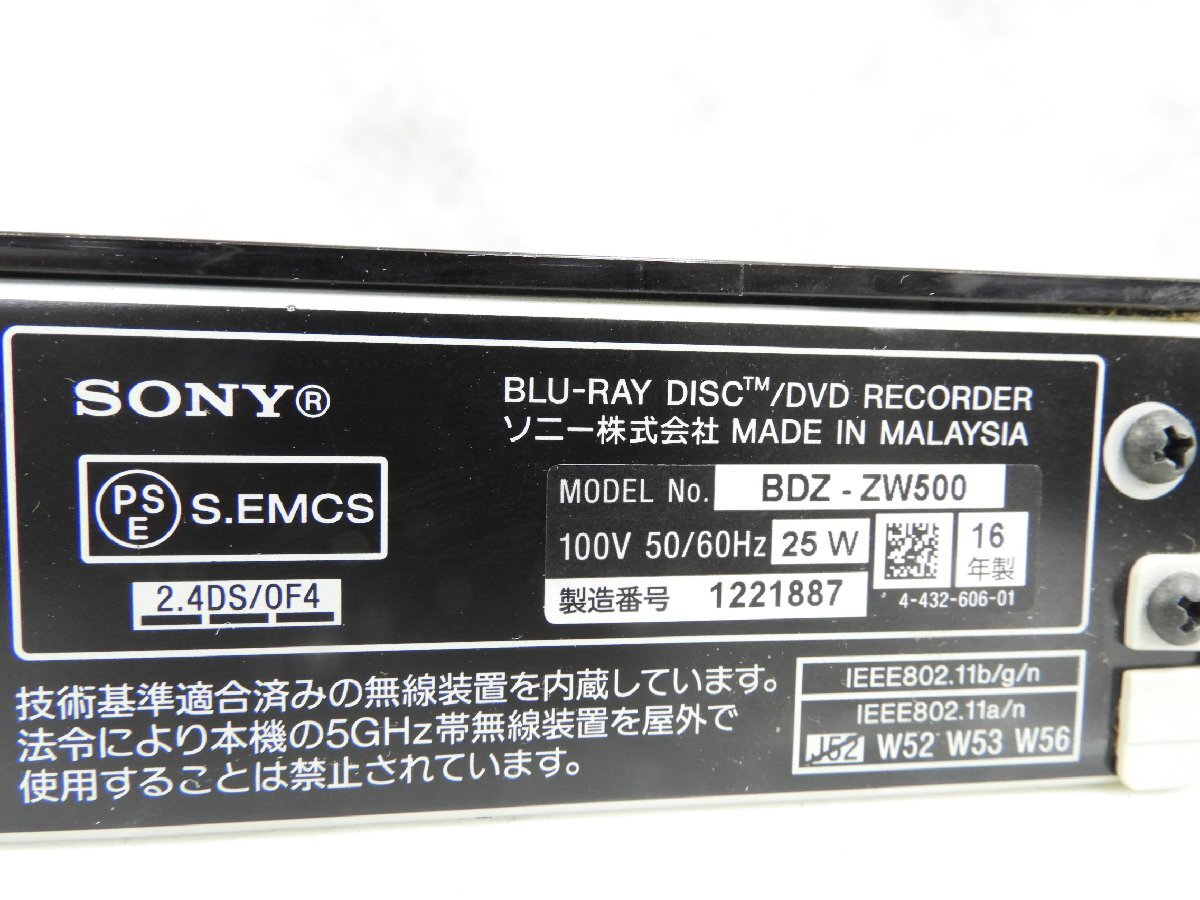 SONY®
BLU-RAY DISC™/DVD RECORDER
ソニー株式会社 MADE IN MALAYSIA
PSE S.EMCS
2.4DS/OF4
MODEL No. BDZ - ZW500
100V 50/60Hz 25 W
16年製
製造番号 1221887
4-432-606-01
技術基準適合済みの無線装置を内蔵しています。
法令により本機の5GHz帯無線装置を屋外で
使用することは禁止されています。
IEEE802.11b/g/n
IEEE802.11a/n
J52 W52 W53 W56